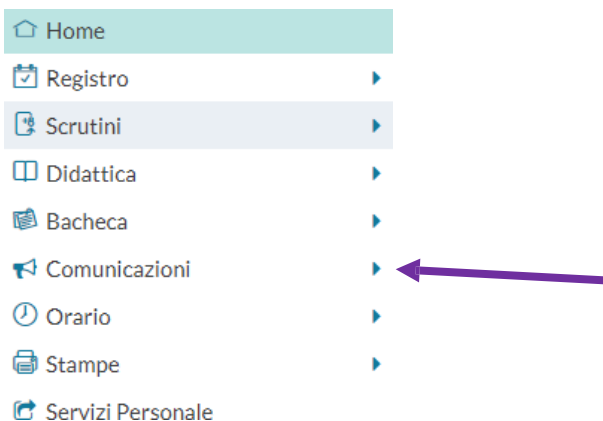 Home
Registro
Scrutini
Didattica
Bacheca
Comunicazioni
Orario
Stampe
Servizi Personale